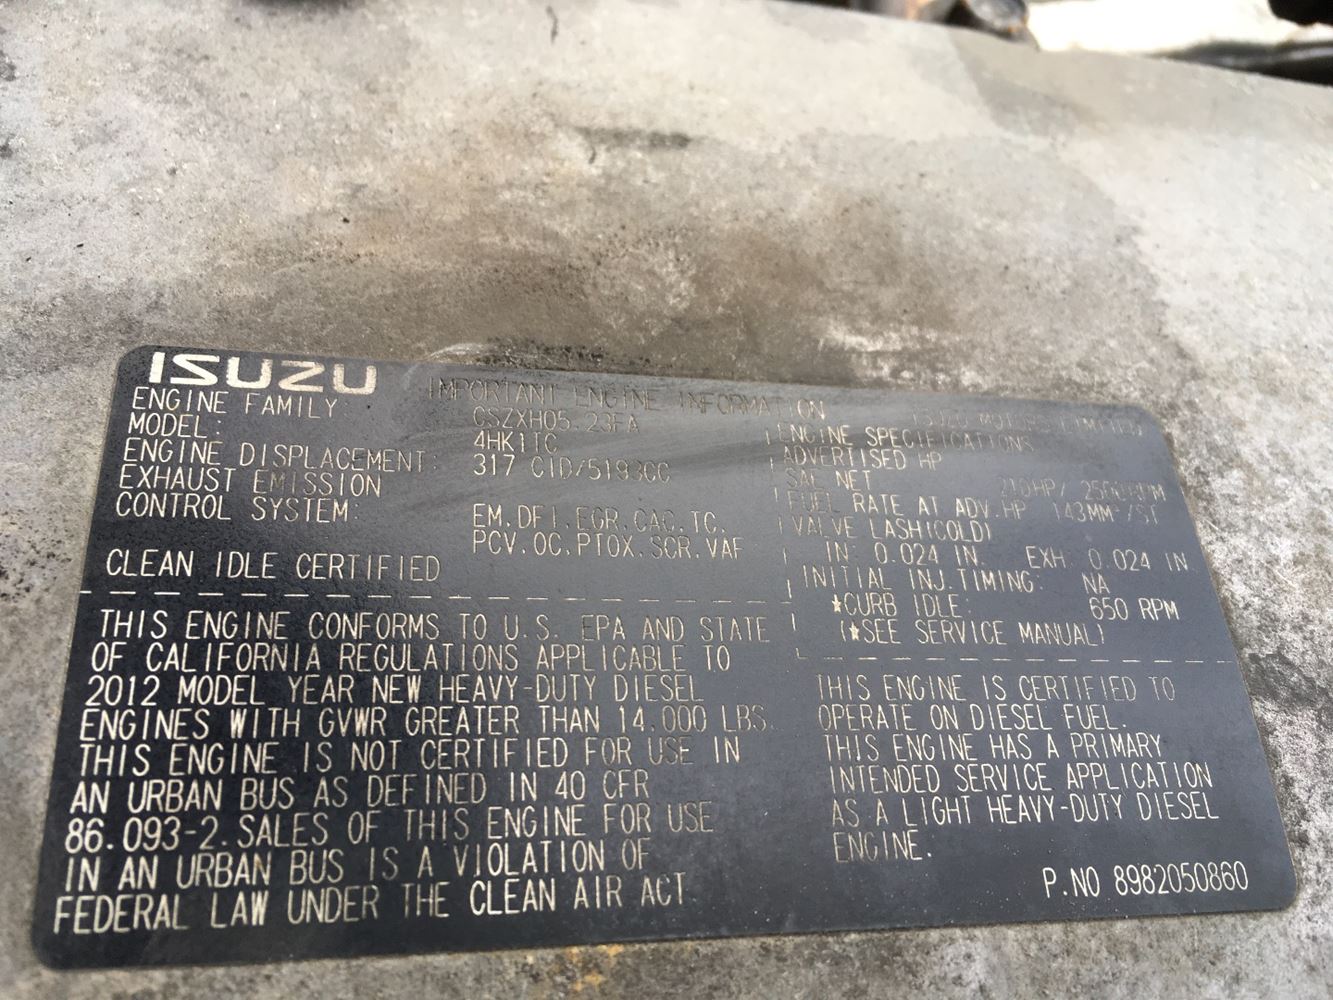 ISUZU
IMPORTANT ENGINE INFORMATION
ENGINE FAMILY CSZXH05.23FA
MODEL: 4HK1TC
ENGINE DISPLACEMENT: 317 CID/5193CC
EXHAUST EMISSION
CONTROL SYSTEM: EM.DFI.EGR.CAC.TC.
PCV.OC.PTOX.SCR.VAF
CLEAN IDLE CERTIFIED
THIS ENGINE CONFORMS TO U.S. EPA AND STATE
OF CALIFORNIA REGULATIONS APPLICABLE TO
2012 MODEL YEAR NEW HEAVY-DUTY DIESEL
ENGINES WITH GVWR GREATER THAN 14.000 LBS.
THIS ENGINE IS NOT CERTIFIED FOR USE IN
AN URBAN BUS AS DEFINED IN 40 CFR
86.093-2.SALES OF THIS ENGINE FOR USE
IN AN URBAN BUS IS A VIOLATION OF
FEDERAL LAW UNDER THE CLEAN AIR ACT
ISUZU MOTORS LIMITED
ENGINE SPECIFICATIONS
ADVERTISED HP
SAE NET 210HP/ 2550RPM
FUEL RATE AT ADV.HP 143MM³/ST
VALVE LASH(COLD)
IN: 0.024 IN. EXH 0.024 IN
INITIAL INJ.TIMING: NA
★CURB IDLE: 650 RPM
(★SEE SERVICE MANUAL)
THIS ENGINE IS CERTIFIED TO
OPERATE ON DIESEL FUEL.
THIS ENGINE HAS A PRIMARY
INTENDED SERVICE APPLICATION
AS A LIGHT HEAVY-DUTY DIESEL
ENGINE.
P.NO 8982050860